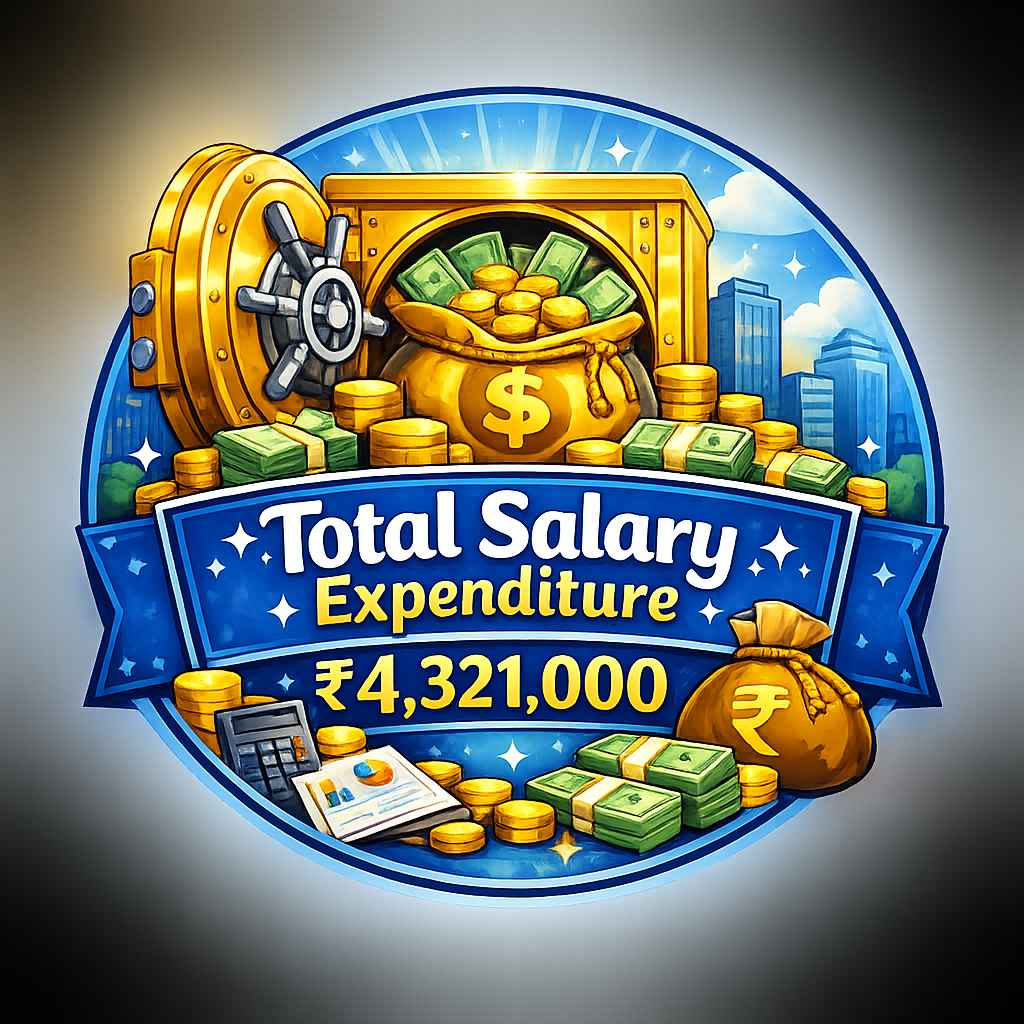 $
Total Salary
Expenditure
₹4,321,000
₹